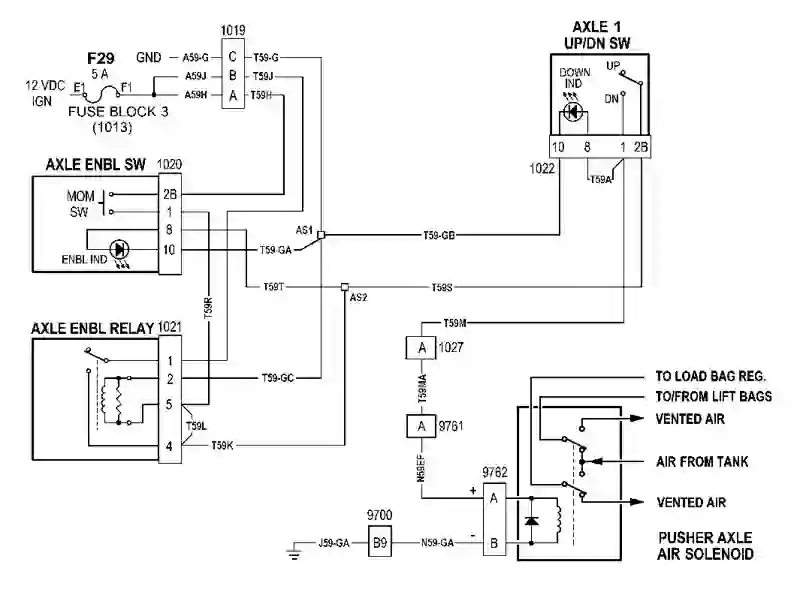 1019
F29
5 A
12 VDC
IGN
E1
F1
FUSE BLOCK 3
(1013)
GND
A59-G
C
T59-G
A59J
B
T59J
A59H
A
T59H
AXLE 1
UP/DN SW
DOWN
IND
UP
DN
10
8
1
2B
1022
T59A
AXLE ENBL SW
1020
MOM
SW
2B
1
8
10
ENBL IND
AS1
T59-GA
T59-GB
T59T
AS2
T59S
T59R
AXLE ENBL RELAY
1021
1
2
5
4
T59-GC
T59L
T59K
T59M
A
1027
T59MA
A
9761
N59EF
9762
+
A
-
B
9700
J59-GA
B9
N59-GA
TO LOAD BAG REG.
TO/FROM LIFT BAGS
VENTED AIR
AIR FROM TANK
VENTED AIR
PUSHER AXLE
AIR SOLENOID